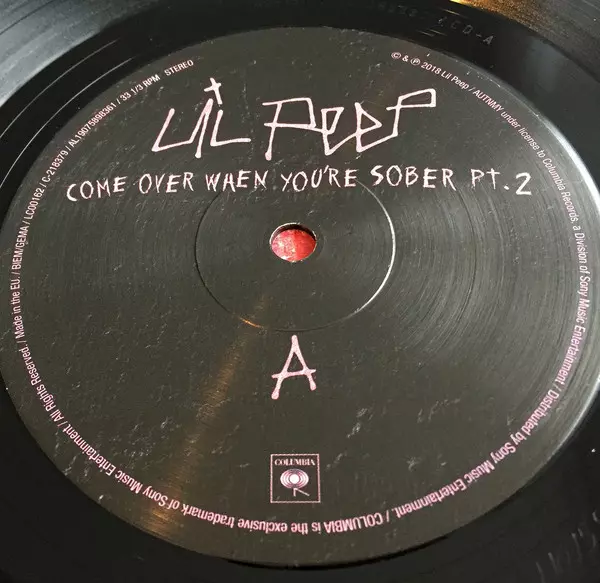 LiL PEEP
COME OVER WHEN YOU'RE SOBER PT.2
A
COLUMBIA
© & ℗ 2018 Lil Peep / AUTNMY under license to Columbia Records, a Division of Sony Music Entertainment / Distributed by Sony Music Entertainment. / COLUMBIA is the exclusive trademark of Sony Music Entertainment / All Rights Reserved. / Made in the EU. / BIEM/GEMA / LC00162 / C-218379 / AL19075898361 / 33 1/3 RPM STEREO